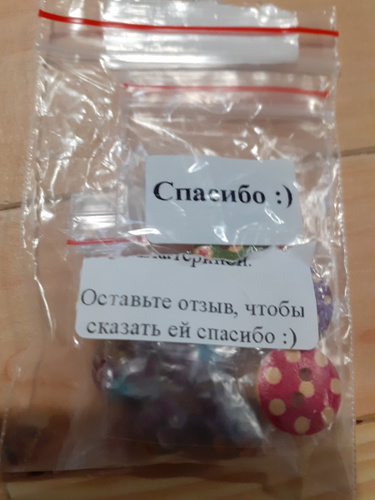 Спасибо :)
Оставьте отзыв, чтобы
сказать ей спасибо :)